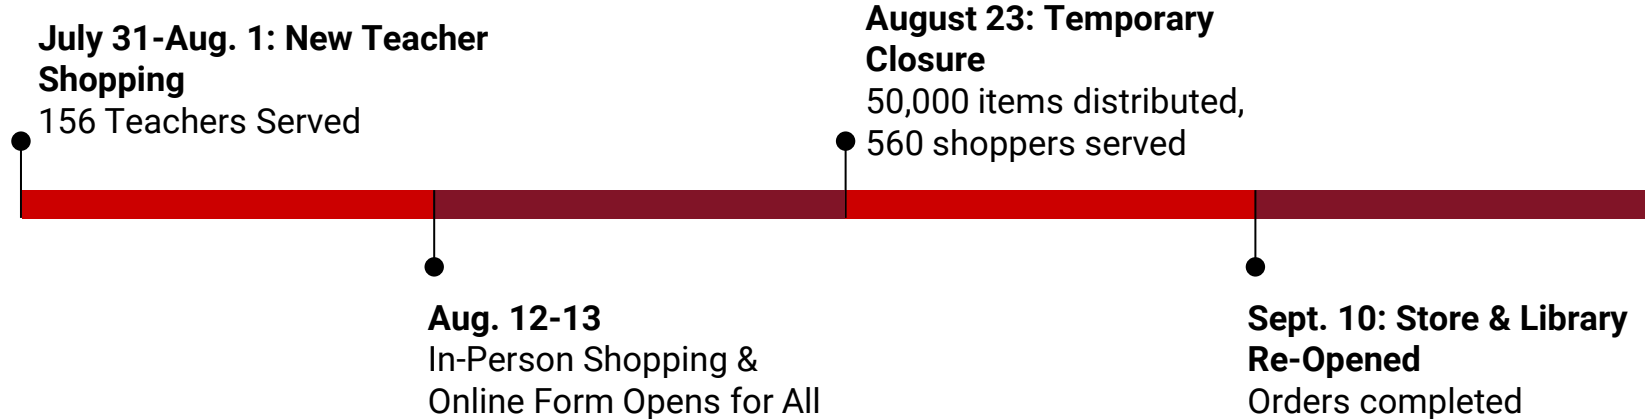 July 31-Aug. 1: New Teacher
Shopping
156 Teachers Served
Aug. 12-13
In-Person Shopping &
Online Form Opens for All
August 23: Temporary
Closure
50,000 items distributed,
560 shoppers served
Sept. 10: Store & Library
Re-Opened
Orders completed